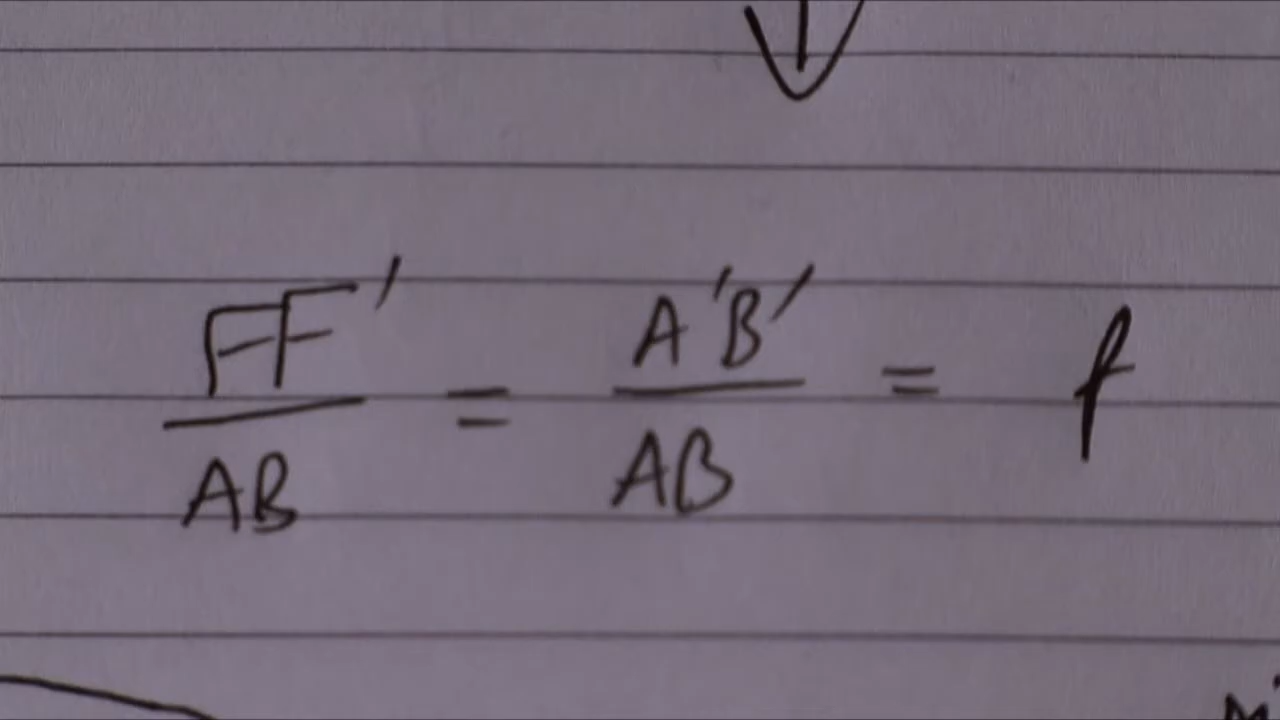 FF'/AB = A'B'/AB = f